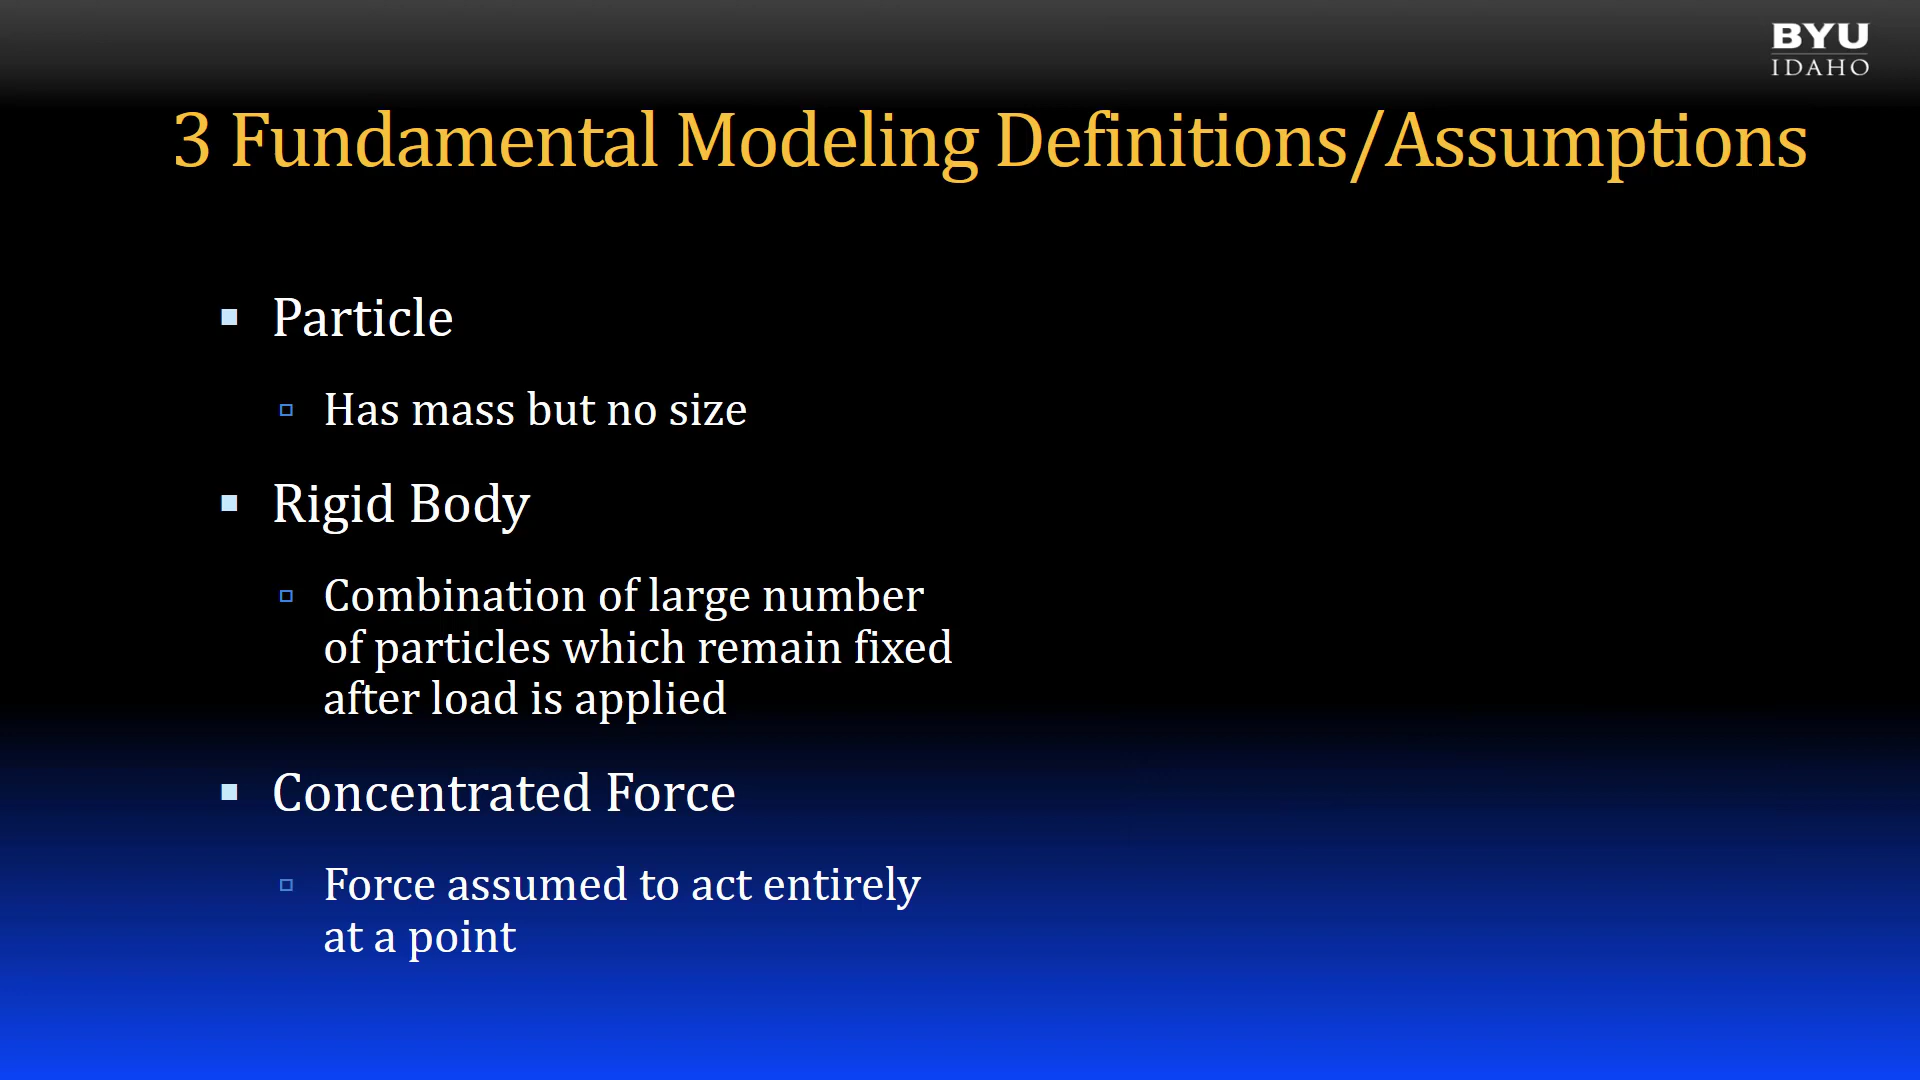 BYU
IDAHO
3 Fundamental Modeling Definitions/Assumptions
Particle
Has mass but no size
Rigid Body
Combination of large number
of particles which remain fixed
after load is applied
Concentrated Force
Force assumed to act entirely
at a point